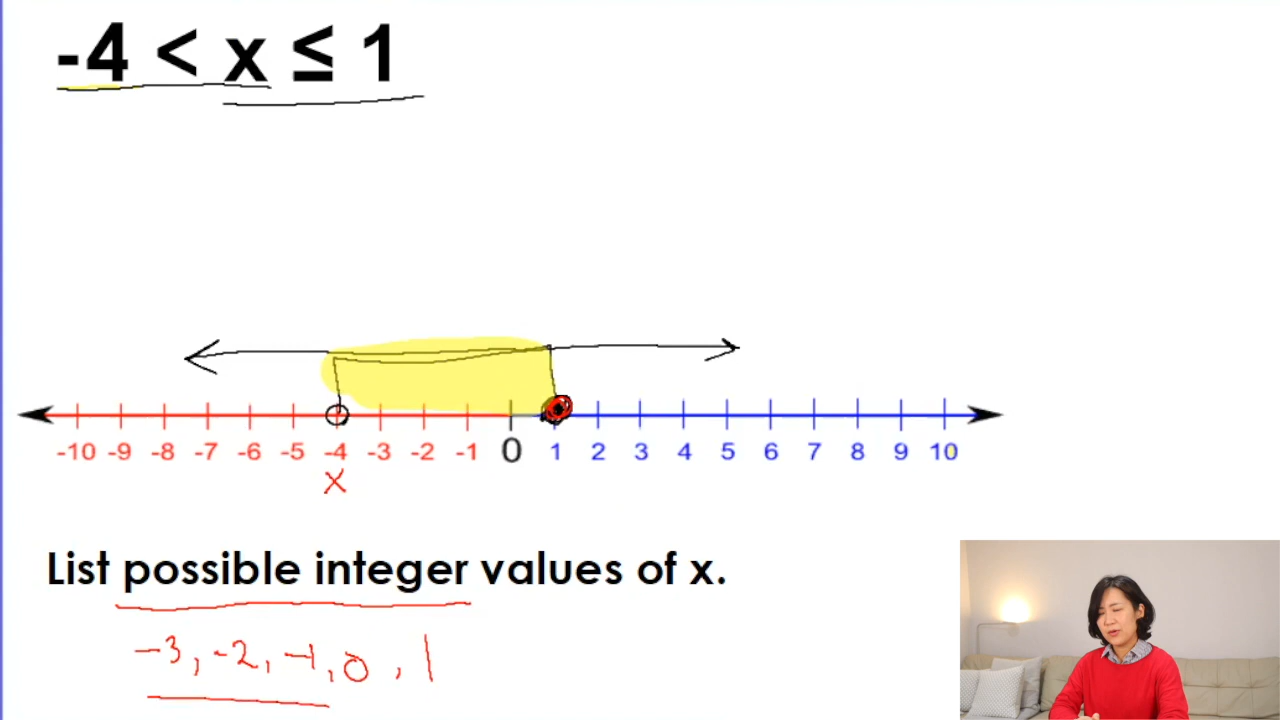 -4 < x ≤ 1
-10 -9 -8 -7 -6 -5 -4 -3 -2 -1 0 1 2 3 4 5 6 7 8 9 10
x
List possible integer values of x.
-3, -2, -1, 0, 1